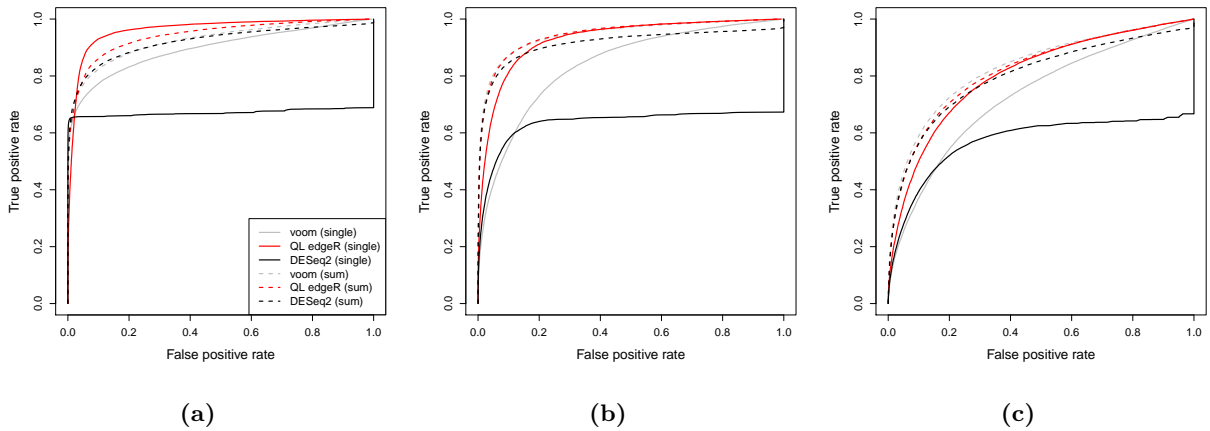 True positive rate
0.0 0.2 0.4 0.6 0.8 1.0
0.0 0.2 0.4 0.6 0.8 1.0
False positive rate
voom (single)
QL edgeR (single)
DESeq2 (single)
voom (sum)
QL edgeR (sum)
DESeq2 (sum)
(a)
True positive rate
0.0 0.2 0.4 0.6 0.8 1.0
0.0 0.2 0.4 0.6 0.8 1.0
False positive rate
(b)
True positive rate
0.0 0.2 0.4 0.6 0.8 1.0
0.0 0.2 0.4 0.6 0.8 1.0
False positive rate
(c)